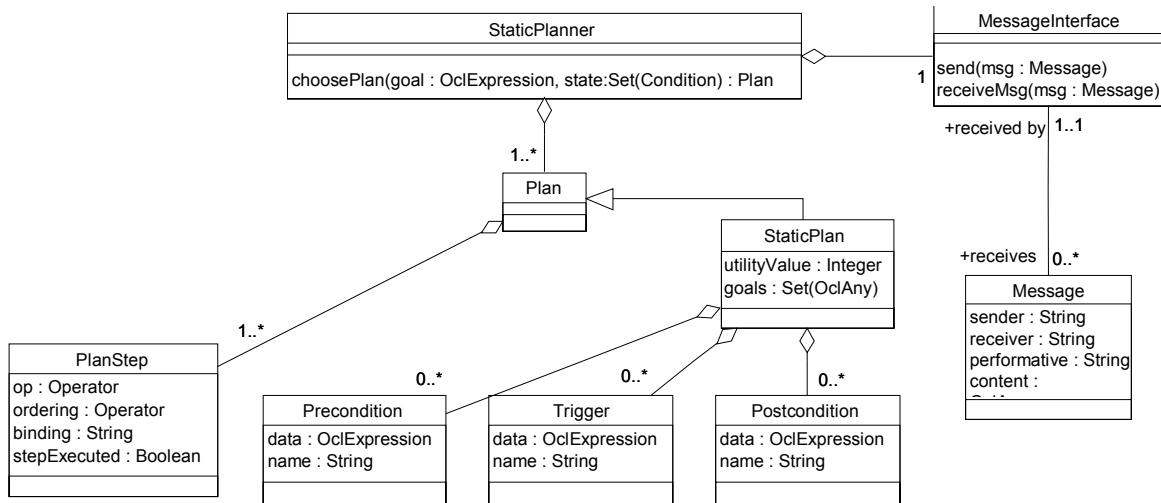 StaticPlanner
choosePlan(goal : OclExpression, state:Set(Condition) : Plan
MessageInterface
send(msg : Message)
receiveMsg(msg : Message)
1
+received by
1..1
1..*
Plan
StaticPlan
utilityValue : Integer
goals : Set(OclAny)
+receives
0..*
Message
sender : String
receiver : String
performative : String
content :
1..*
PlanStep
op : Operator
ordering : Operator
binding : String
stepExecuted : Boolean
0..*
Precondition
data : OclExpression
name : String
0..*
Trigger
data : OclExpression
name : String
0..*
Postcondition
data : OclExpression
name : String